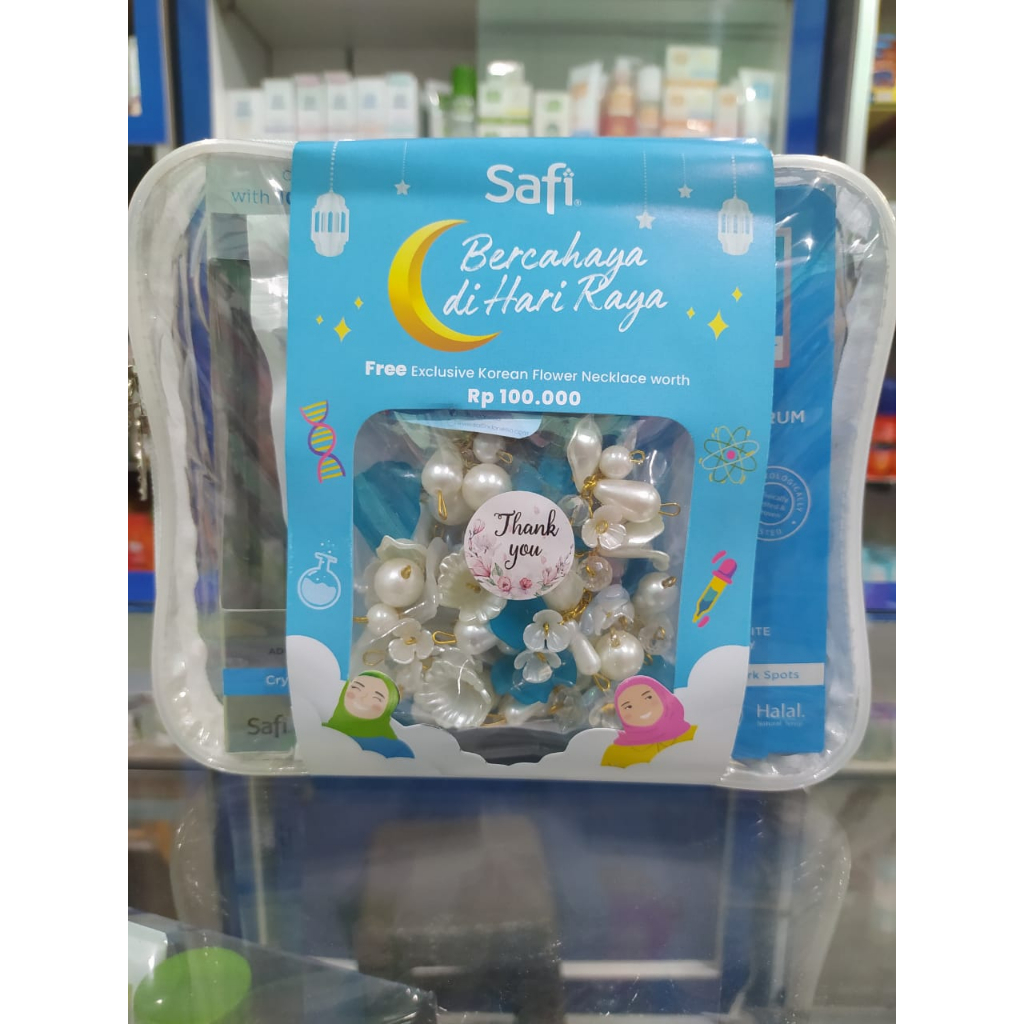 Safi
Bercahaya
di Hari Raya
Free Exclusive Korean Flower Necklace worth
Rp 100.000
Thank
you
with
Safi
Halal.
rk Spots